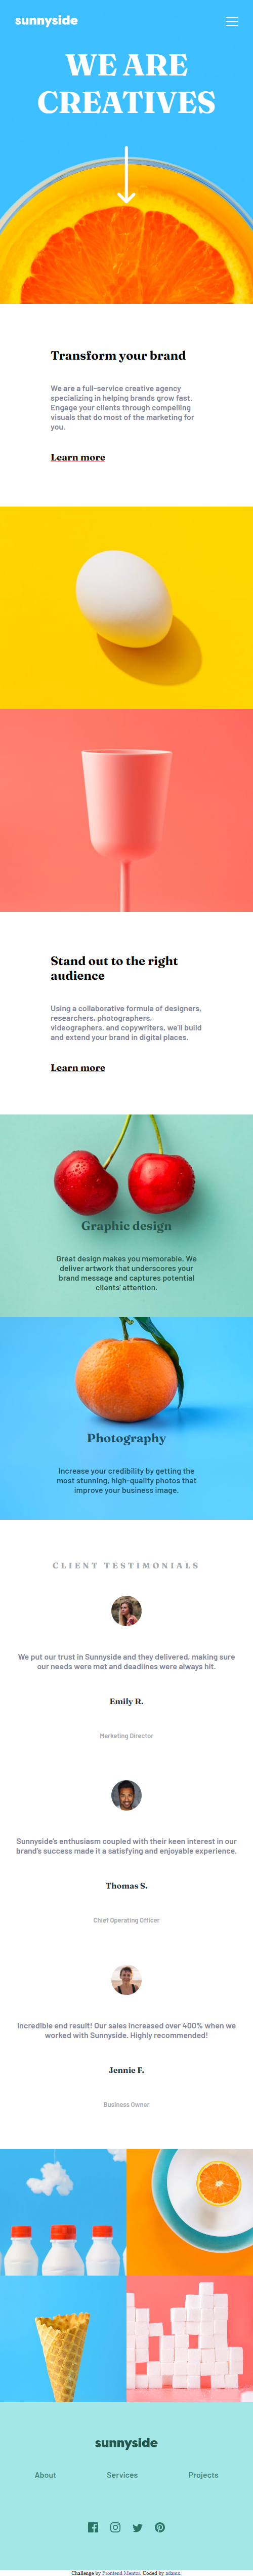 sunnyside
WE ARE
CREATIVES
Transform your brand
We are a full-service creative agency
specializing in helping brands grow fast.
Engage your clients through compelling
visuals that do most of the marketing for
you.
Learn more
Stand out to the right
audience
Using a collaborative formula of designers,
researchers, photographers,
videographers, and copywriters, we'll build
and extend your brand in digital places.
Learn more
Graphic design
Great design makes you memorable. We
deliver artwork that underscores your
brand message and captures potential
clients' attention.
Photography
Increase your credibility by getting the
most stunning, high-quality photos that
improve your business image.
CLIENT TESTIMONIALS
We put our trust in Sunnyside and they delivered, making sure
our needs were met and deadlines were always hit.
Emily R.
Marketing Director
Sunnyside's enthusiasm coupled with their keen interest in our
brand's success made it a satisfying and enjoyable experience.
Thomas S.
Chief Operating Officer
Incredible end result! Our sales increased over 400% when we
worked with Sunnyside. Highly recommended!
Jennie F.
Business Owner
sunnyside
About Services Projects
Challenge by Frontend Mentor. Coded by